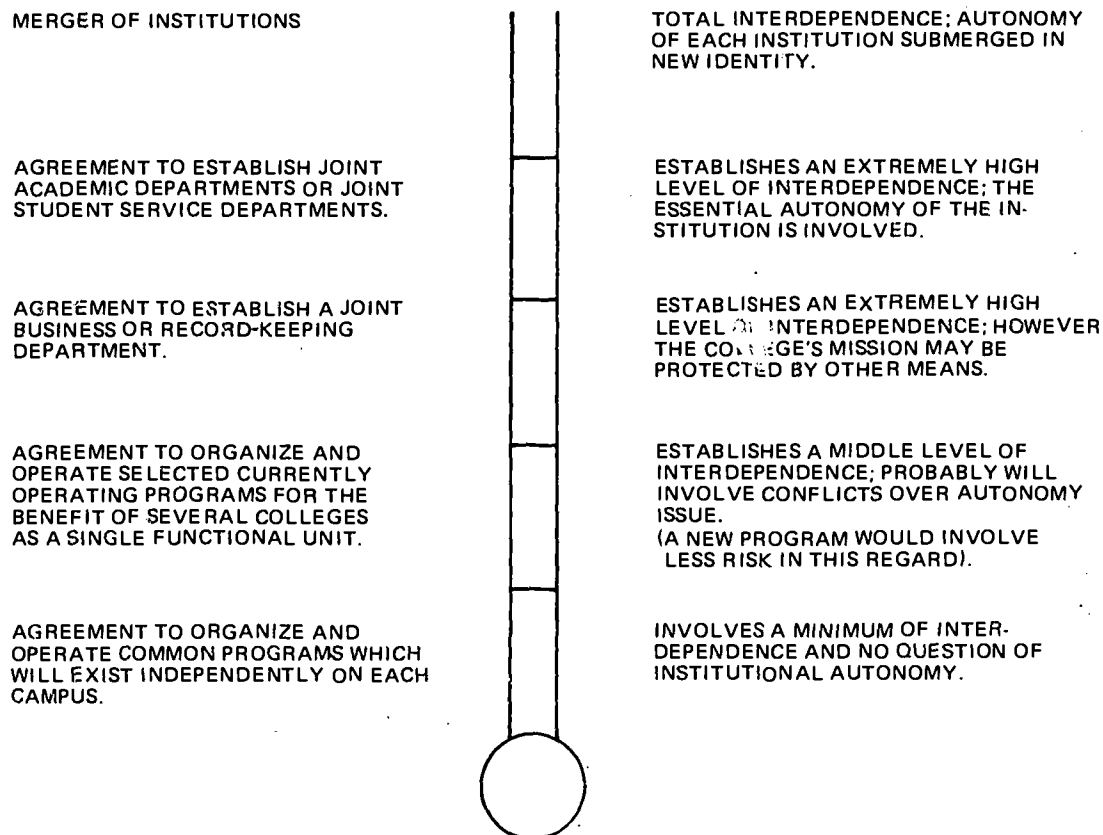 MERGER OF INSTITUTIONS
TOTAL INTERDEPENDENCE; AUTONOMY
OF EACH INSTITUTION SUBMERGED IN
NEW IDENTITY.
AGREEMENT TO ESTABLISH JOINT
ACADEMIC DEPARTMENTS OR JOINT
STUDENT SERVICE DEPARTMENTS.
ESTABLISHES AN EXTREMELY HIGH
LEVEL OF INTERDEPENDENCE; THE
ESSENTIAL AUTONOMY OF THE IN-
STITUTION IS INVOLVED.
AGREEMENT TO ESTABLISH A JOINT
BUSINESS OR RECORD-KEEPING
DEPARTMENT.
ESTABLISHES AN EXTREMELY HIGH
LEVEL OF INTERDEPENDENCE; HOWEVER
THE COLLEGE'S MISSION MAY BE
PROTECTED BY OTHER MEANS.
AGREEMENT TO ORGANIZE AND
OPERATE SELECTED CURRENTLY
OPERATING PROGRAMS FOR THE
BENEFIT OF SEVERAL COLLEGES
AS A SINGLE FUNCTIONAL UNIT.
ESTABLISHES A MIDDLE LEVEL OF
INTERDEPENDENCE; PROBABLY WILL
INVOLVE CONFLICTS OVER AUTONOMY
ISSUE.
(A NEW PROGRAM WOULD INVOLVE
LESS RISK IN THIS REGARD).
AGREEMENT TO ORGANIZE AND
OPERATE COMMON PROGRAMS WHICH
WILL EXIST INDEPENDENTLY ON EACH
CAMPUS.
INVOLVES A MINIMUM OF INTER-
DEPENDENCE AND NO QUESTION OF
INSTITUTIONAL AUTONOMY.